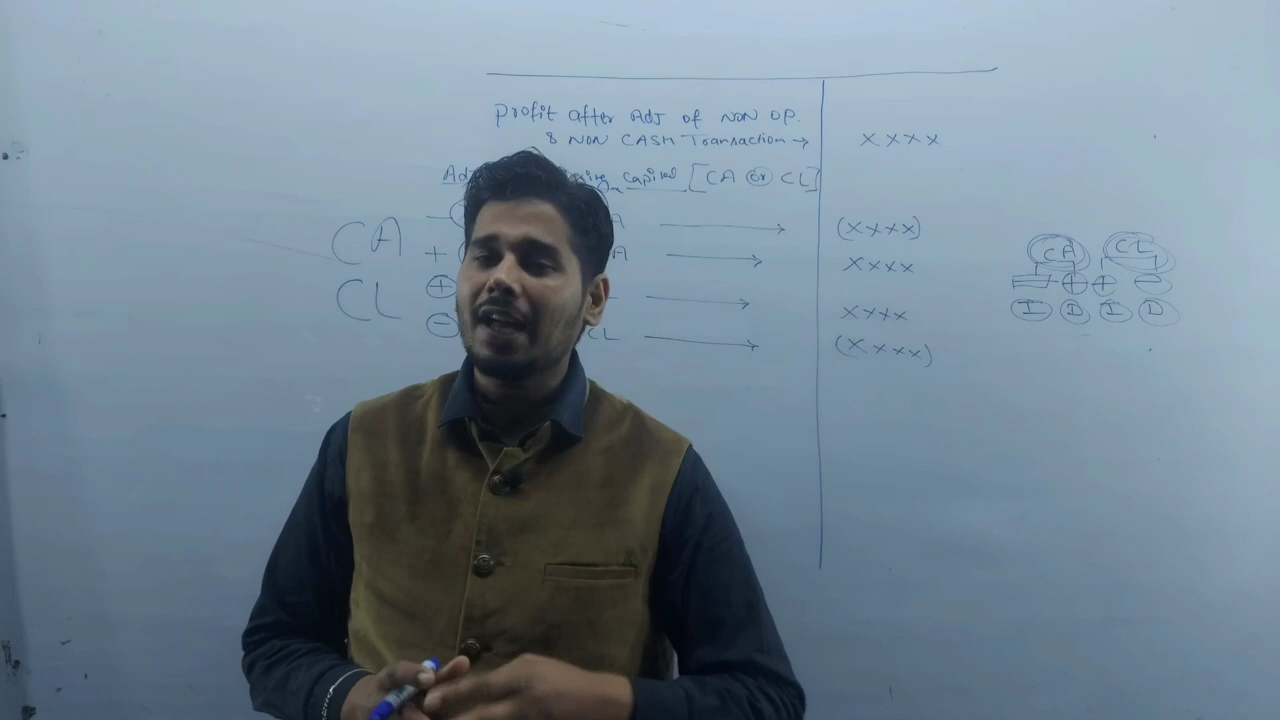 Profit after Adj of NON OP.
& NON CASH Transaction → XXXX
Capital [CA or CL]
CA − A → (XXXX)
+ A → XXXX
CL + → XXXX
− CL → (XXXX)
CA CL
− + + −
I D I D